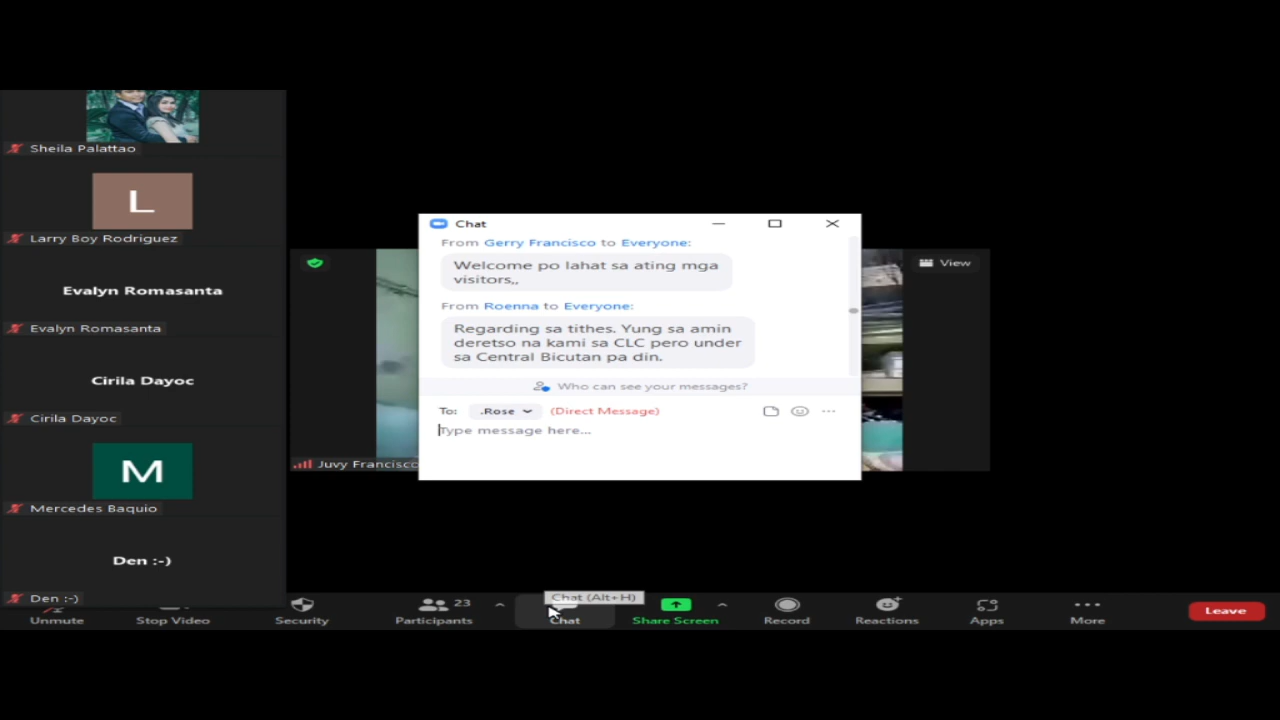 Sheila Palattao
L
Larry Boy Rodriguez
Evalyn Romasanta
Evalyn Romasanta
Cirila Dayoc
Cirila Dayoc
M
Mercedes Baquio
Den :-)
Den :-)
Juvy Francisco
View
Chat
From Gerry Francisco to Everyone:
Welcome po lahat sa ating mga
visitors,,
From Roenna to Everyone:
Regarding sa tithes. Yung sa amin
deretso na kami sa CLC pero under
sa Central Bicutan pa din.
Who can see your messages?
To: .Rose (Direct Message)
Type message here...
Chat (Alt+H)
23
Unmute Stop Video Security Participants Chat Share Screen Record Reactions Apps More Leave